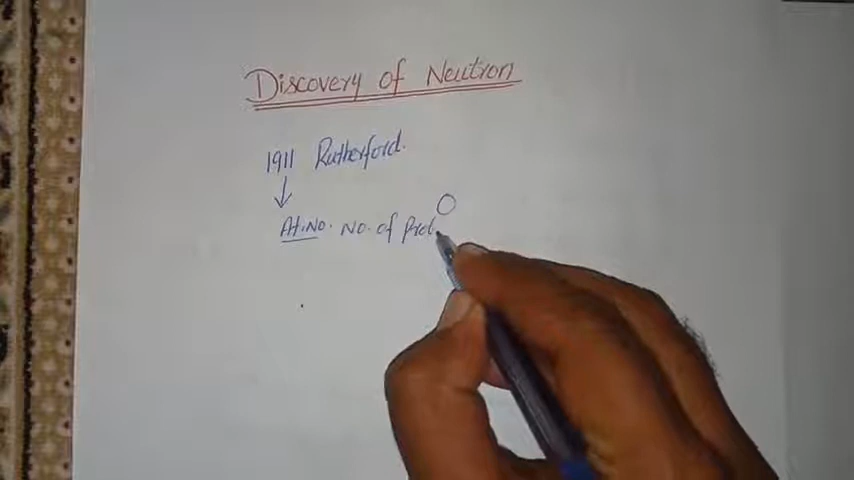 Discovery of Neutron
1911 Rutherford.
At.No. No. of Prot